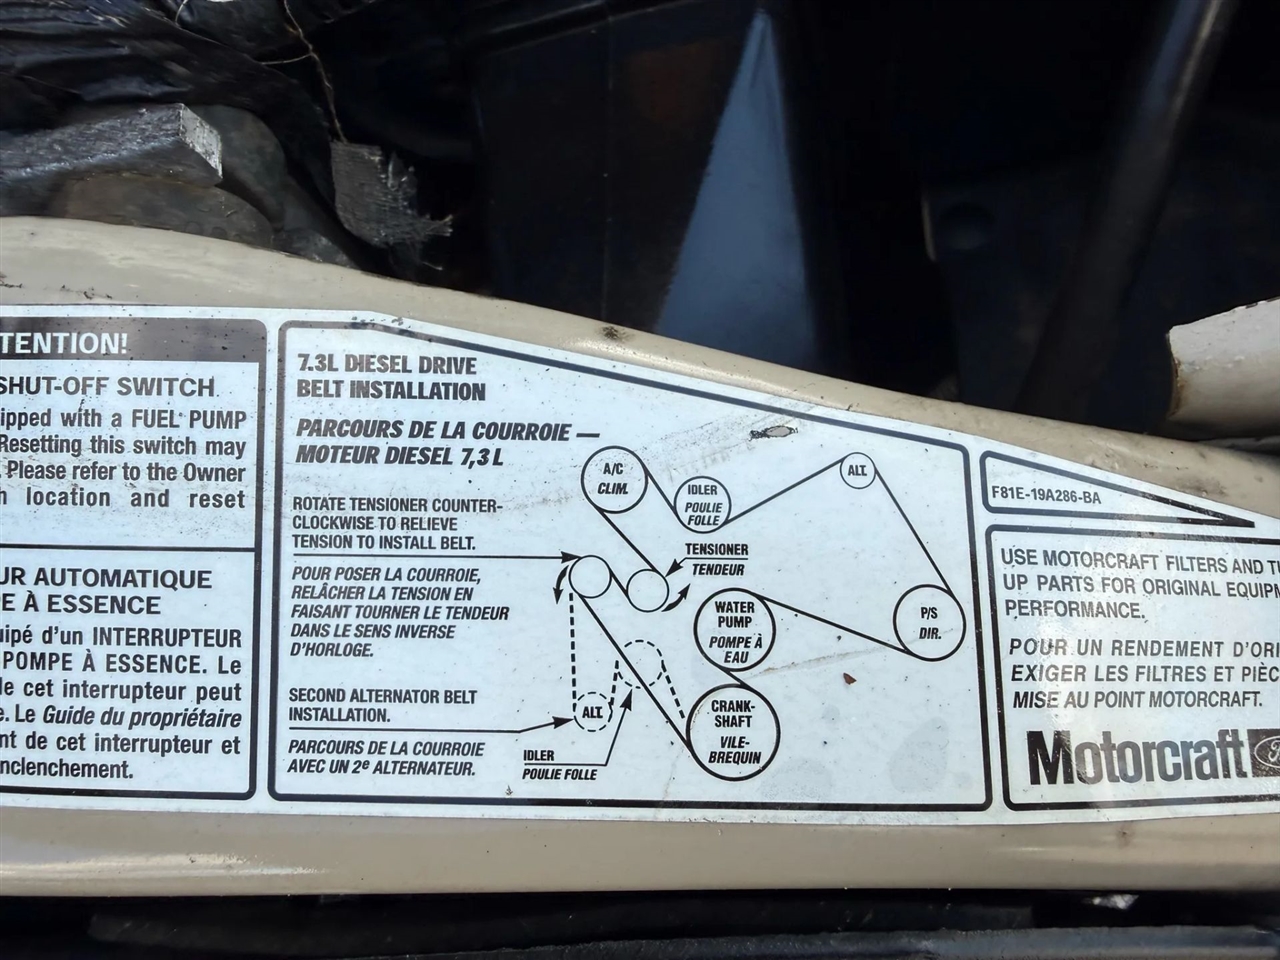 TENTION!
SHUT-OFF SWITCH
ipped with a FUEL PUMP
Resetting this switch may
. Please refer to the Owner
h location and reset
UR AUTOMATIQUE
PE À ESSENCE
uipé d'un INTERRUPTEUR
POMPE À ESSENCE. Le
de cet interrupteur peut
e. Le Guide du propriétaire
nt de cet interrupteur et
nclenchement.
7.3L DIESEL DRIVE
BELT INSTALLATION
PARCOURS DE LA COURROIE —
MOTEUR DIESEL 7,3 L
ROTATE TENSIONER COUNTER-
CLOCKWISE TO RELIEVE
TENSION TO INSTALL BELT.
POUR POSER LA COURROIE,
RELÂCHER LA TENSION EN
FAISANT TOURNER LE TENDEUR
DANS LE SENS INVERSE
D'HORLOGE.
SECOND ALTERNATOR BELT
INSTALLATION.
PARCOURS DE LA COURROIE
AVEC UN 2e ALTERNATEUR.
A/C
CLIM.
IDLER
POULIE
FOLLE
ALT.
TENSIONER
TENDEUR
WATER
PUMP
POMPE À
EAU
P/S
DIR.
ALT.
CRANK-
SHAFT
VILE-
BREQUIN
IDLER
POULIE FOLLE
F81E-19A286-BA
USE MOTORCRAFT FILTERS AND TU
UP PARTS FOR ORIGINAL EQUIPM
PERFORMANCE.
POUR UN RENDEMENT D'ORI
EXIGER LES FILTRES ET PIÈC
MISE AU POINT MOTORCRAFT.
Motorcraft